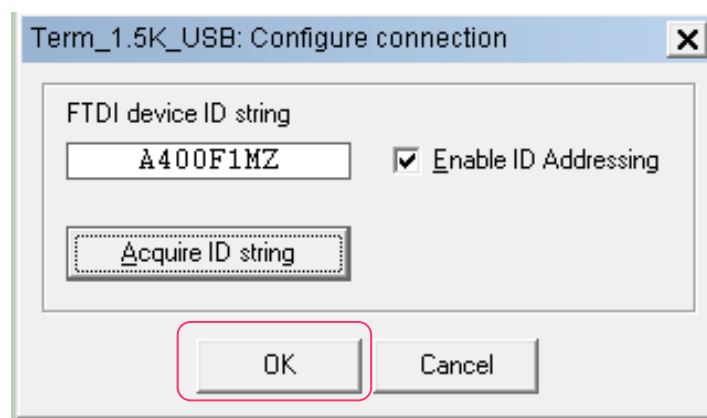 Term_1.5K_USB: Configure connection
FTDI device ID string
A400F1MZ
Enable ID Addressing
Acquire ID string
OK
Cancel